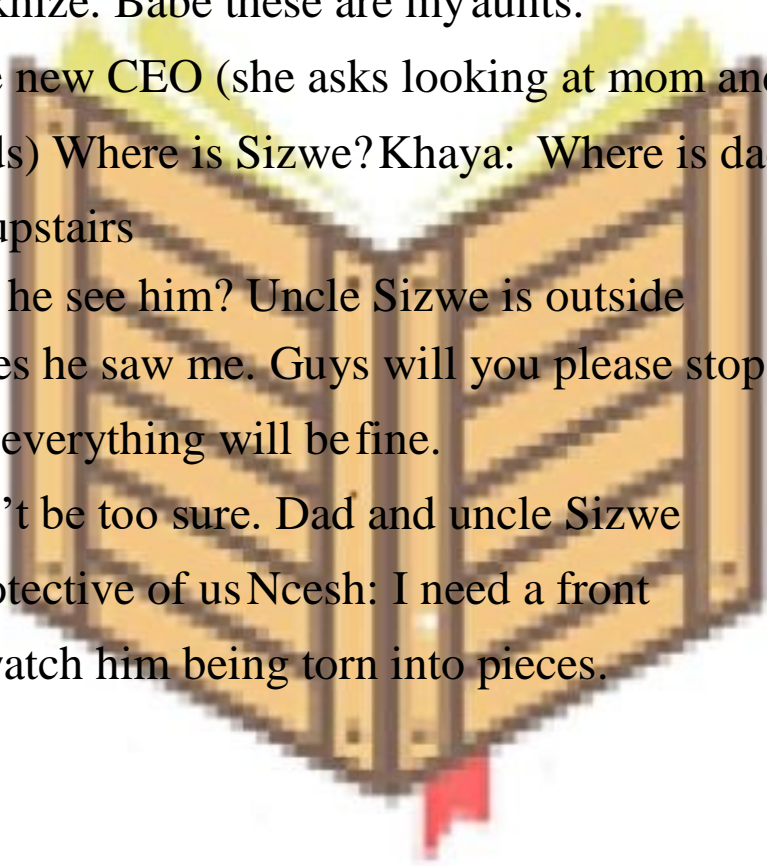 Babe these are my aunts.
new CEO (she asks looking at mom and
Where is Sizwe? Khaya: Where is da
upstairs
he see him? Uncle Sizwe is outside
es he saw me. Guys will you please stop
everything will be fine.
't be too sure. Dad and uncle Sizwe
otective of us Ncesh: I need a front
watch him being torn into pieces.